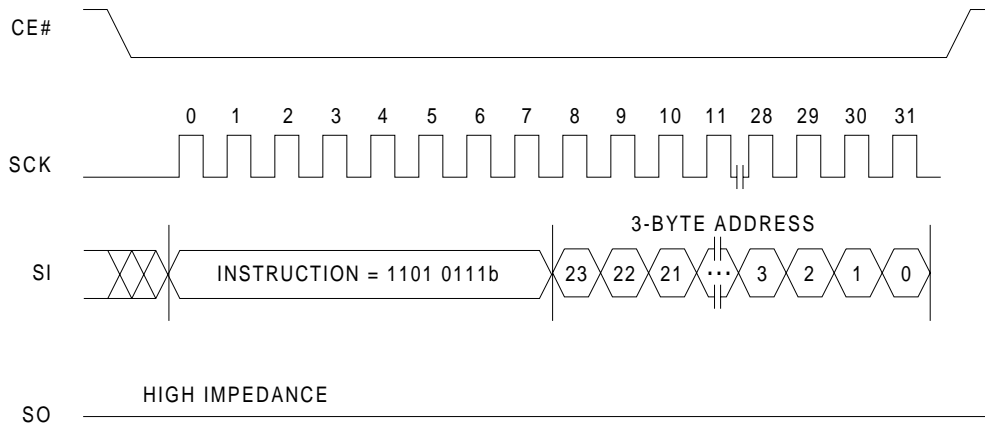 CE#
0 1 2 3 4 5 6 7 8 9 10 11 28 29 30 31
SCK
3-BYTE ADDRESS
SI INSTRUCTION = 1101 0111b 23 22 21 ... 3 2 1 0
HIGH IMPEDANCE
SO